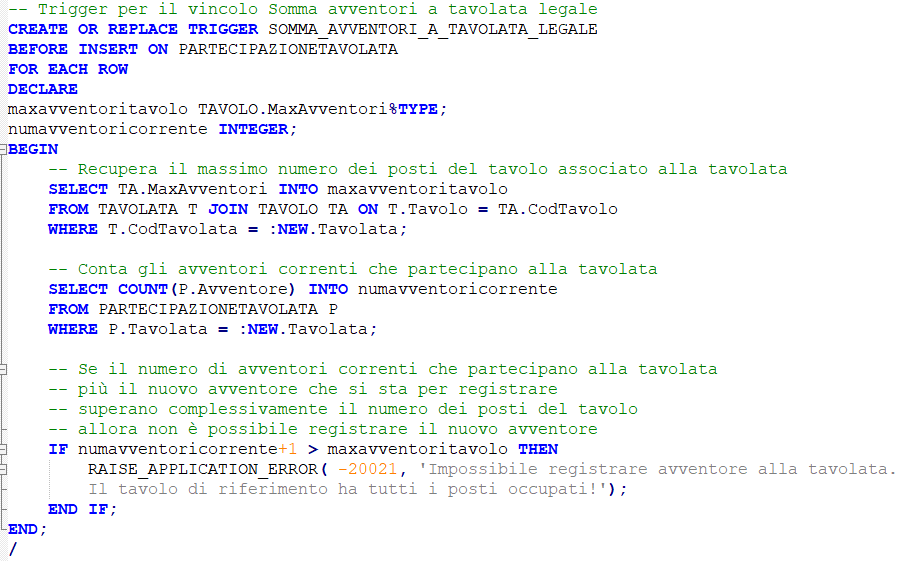 -- Trigger per il vincolo Somma avventori a tavolata legale
CREATE OR REPLACE TRIGGER SOMMA_AVVENTORI_A_TAVOLATA_LEGALE
BEFORE INSERT ON PARTECIPAZIONETAVOLATA
FOR EACH ROW
DECLARE
maxavventoritavolo TAVOLO.MaxAvventori%TYPE;
numavventoricorrente INTEGER;
BEGIN
    -- Recupera il massimo numero dei posti del tavolo associato alla tavolata
    SELECT TA.MaxAvventori INTO maxavventoritavolo
    FROM TAVOLATA T JOIN TAVOLO TA ON T.Tavolo = TA.CodTavolo
    WHERE T.CodTavolata = :NEW.Tavolata;

    -- Conta gli avventori correnti che partecipano alla tavolata
    SELECT COUNT(P.Avventore) INTO numavventoricorrente
    FROM PARTECIPAZIONETAVOLATA P
    WHERE P.Tavolata = :NEW.Tavolata;

    -- Se il numero di avventori correnti che partecipano alla tavolata
    -- più il nuovo avventore che si sta per registrare
    -- superano complessivamente il numero dei posti del tavolo
    -- allora non è possibile registrare il nuovo avventore
    IF numavventoricorrente+1 > maxavventoritavolo THEN
        RAISE_APPLICATION_ERROR( -20021, 'Impossibile registrare avventore alla tavolata.
        Il tavolo di riferimento ha tutti i posti occupati!');
    END IF;
END;
/